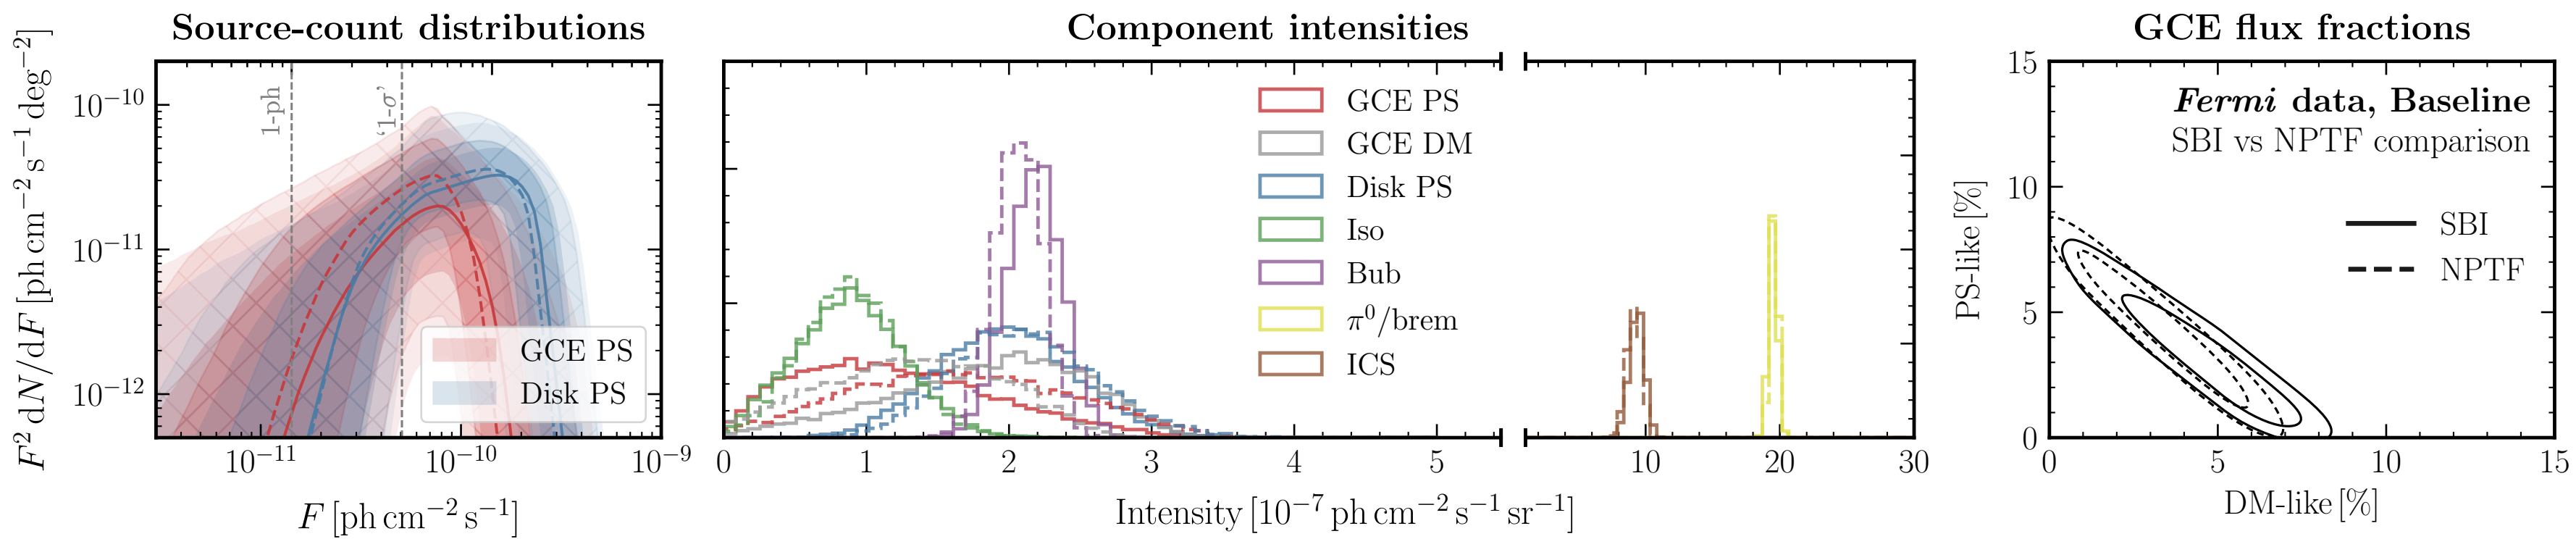 Source-count distributions
F² dN/dF [ph cm⁻² s⁻¹ deg⁻²]
10⁻¹⁰
10⁻¹¹
10⁻¹²
1-ph
‘1-σ’
GCE PS
Disk PS
10⁻¹¹ 10⁻¹⁰ 10⁻⁹
F [ph cm⁻² s⁻¹]
Component intensities
GCE PS
GCE DM
Disk PS
Iso
Bub
π⁰/brem
ICS
0 1 2 3 4 5 10 20 30
Intensity [10⁻⁷ ph cm⁻² s⁻¹ sr⁻¹]
GCE flux fractions
PS-like [%]
15
10
5
0
Fermi data, Baseline
SBI vs NPTF comparison
SBI
NPTF
0 5 10 15
DM-like [%]